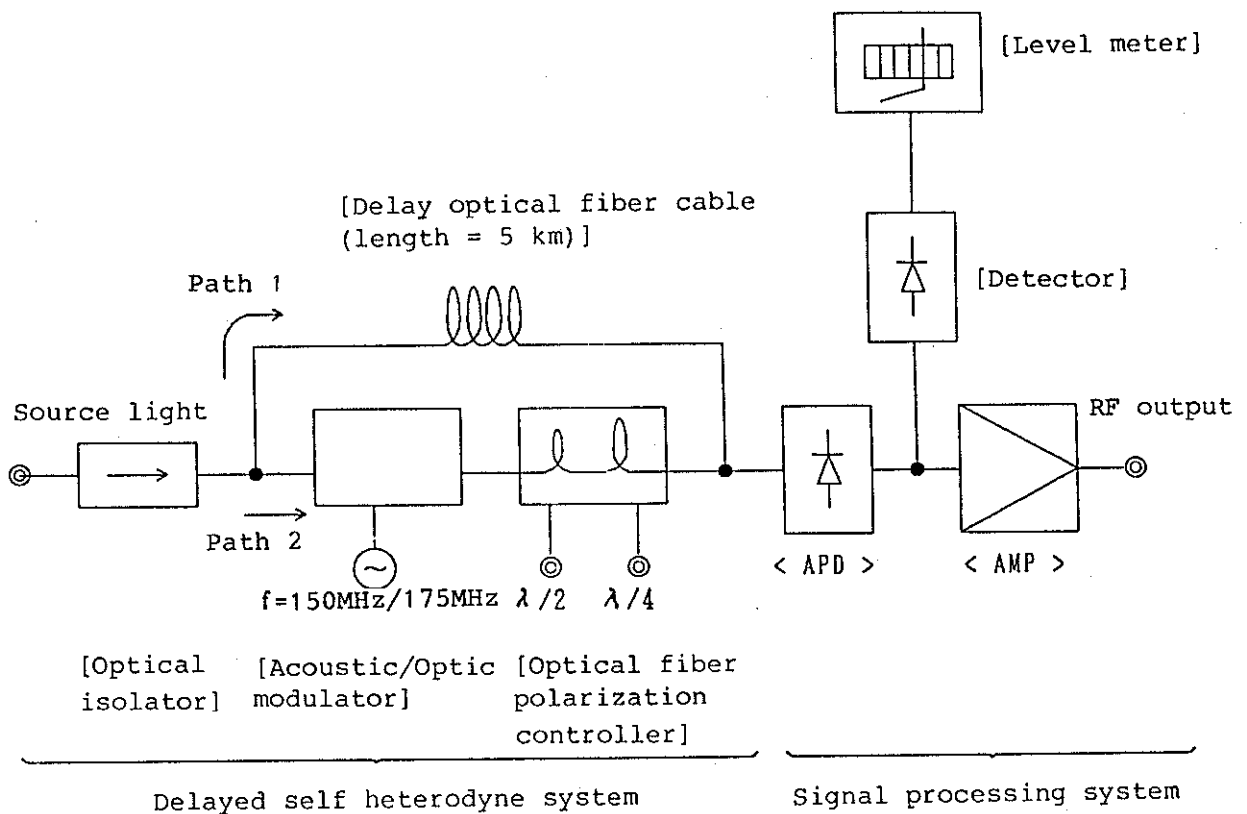 [Level meter]
[Delay optical fiber cable
(length = 5 km)]
Path 1
[Detector]
Source light
RF output
Path 2
< APD >
< AMP >
~
f=150MHz/175MHz λ/2 λ/4
[Optical
isolator]
[Acoustic/Optic
modulator]
[Optical fiber
polarization
controller]
Delayed self heterodyne system
Signal processing system